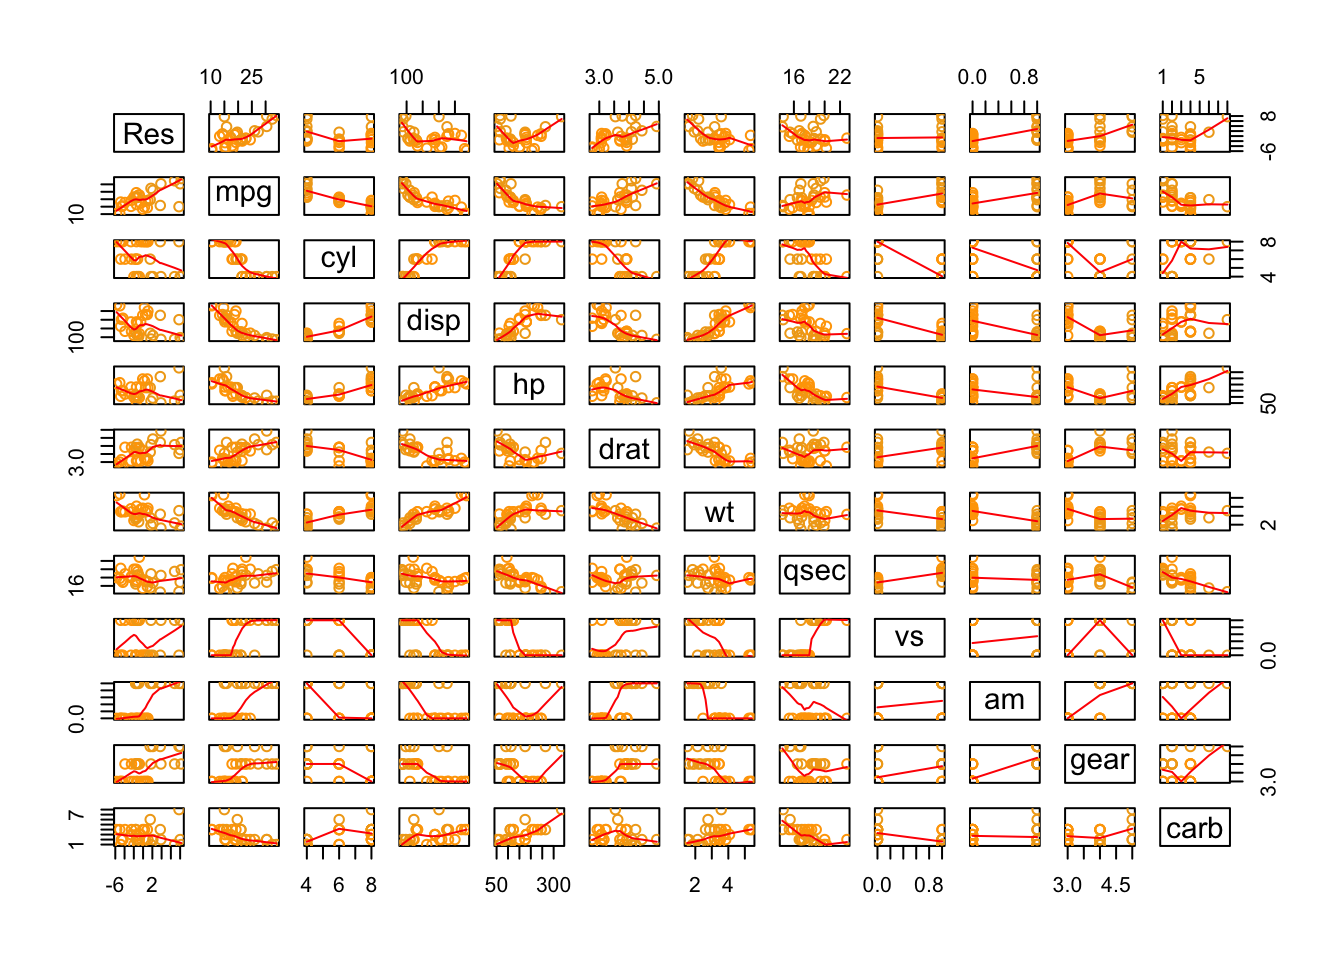 10 25 100 3.0 5.0 16 22 0.0 0.8 1 5
Res 8 -6
10 mpg
cyl 8 4
100 disp
hp 50
3.0 drat
wt 2
16 qsec
vs 0.0
0.0 am
gear 3.0
7 1 carb
-6 2 4 6 8 50 300 2 4 0.0 0.8 3.0 4.5